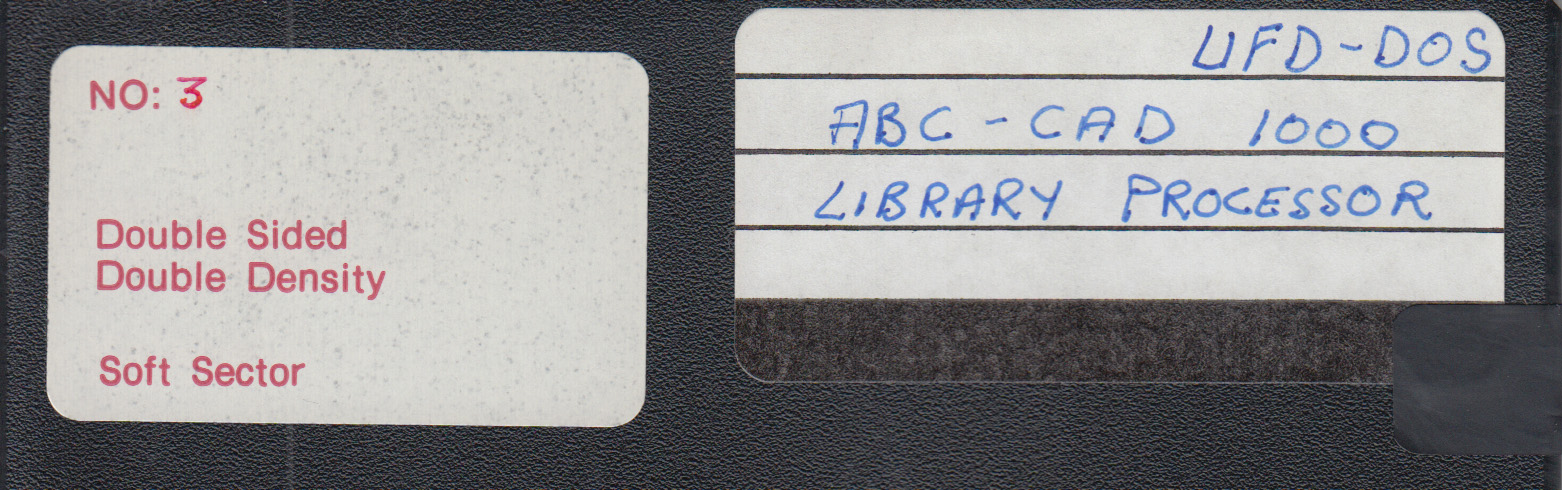 NO: 3
Double Sided
Double Density
Soft Sector
UFD-DOS
ABC-CAD 1000
LIBRARY PROCESSOR